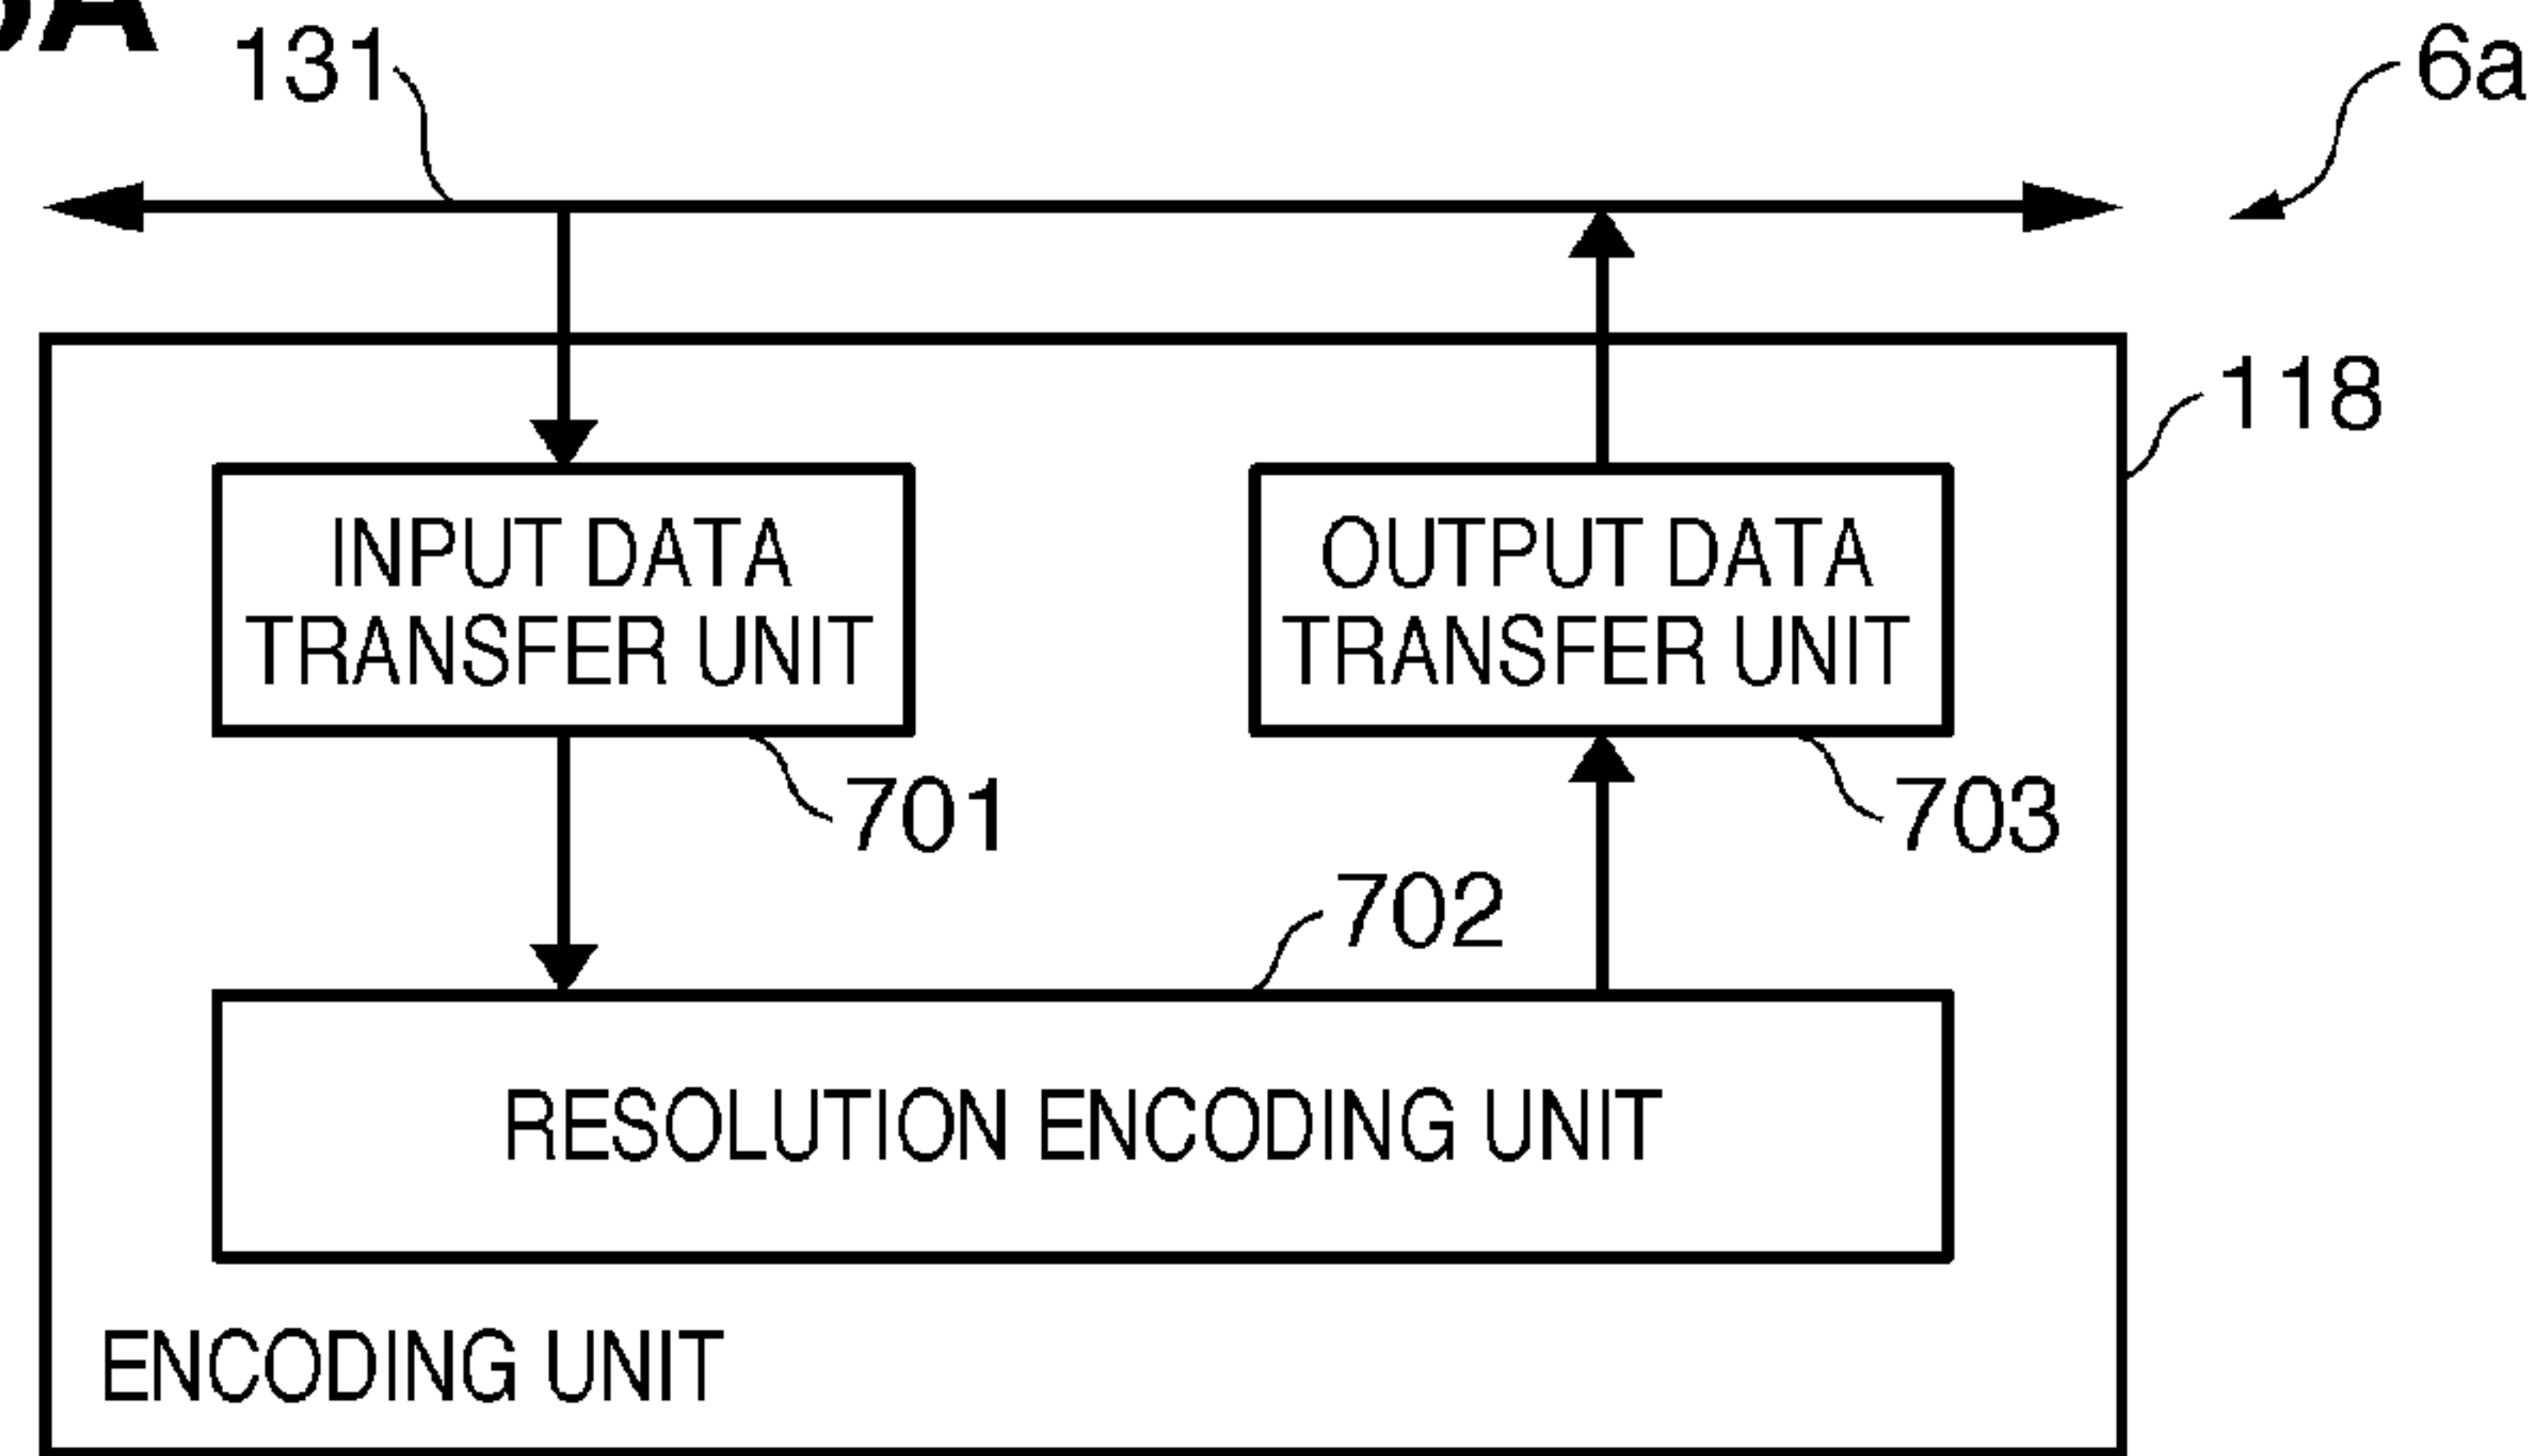 131
6a
118
INPUT DATA
TRANSFER UNIT
OUTPUT DATA
TRANSFER UNIT
701
703
702
RESOLUTION ENCODING UNIT
ENCODING UNIT